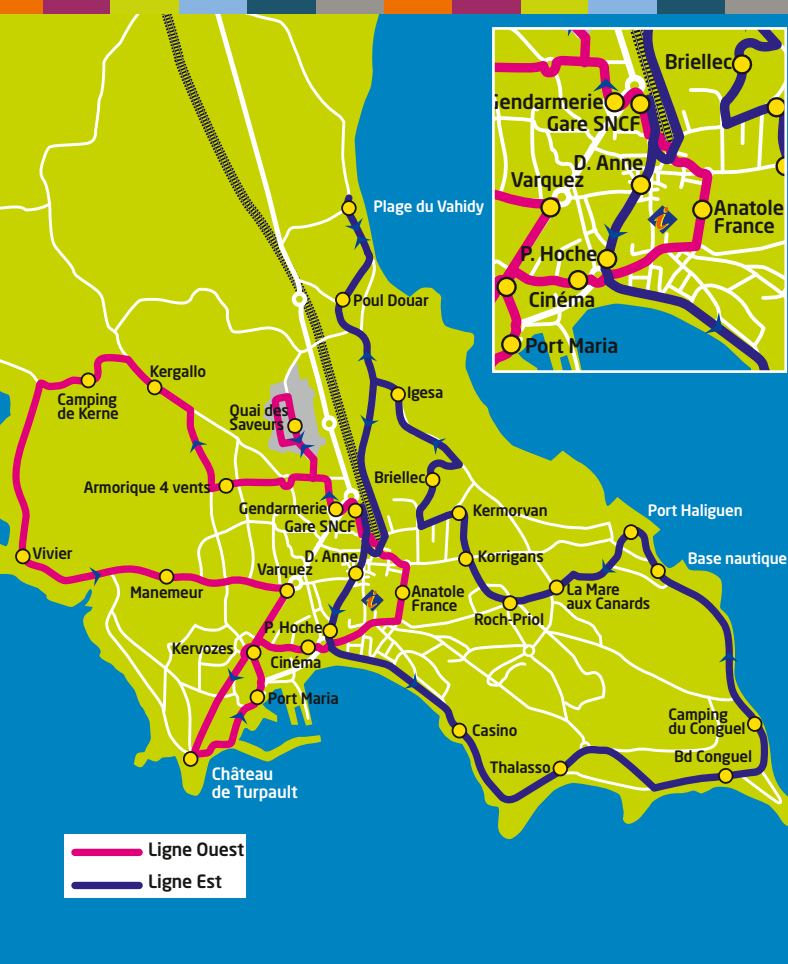 Briellec
Gendarmerie
Gare SNCF
D. Anne
Varquez
Anatole
France
P. Hoche
Cinéma
Port Maria
Plage du Vahidy
Poul Douar
Kergallo
Camping
de Kerne
Igesa
Quai des
Saveurs
Briellec
Armorique 4 vents
Gendarmerie
Gare SNCF
Kermorvan
Port Haliguen
Vivier
D. Anne
Korrigans
Base nautique
Varquez
Manemeur
Anatole
France
La Mare
aux Canards
Roch-Priol
P. Hoche
Kervozes
Cinéma
Port Maria
Camping
du Conguel
Casino
Bd Conguel
Thalasso
Château
de Turpault
Ligne Ouest
Ligne Est